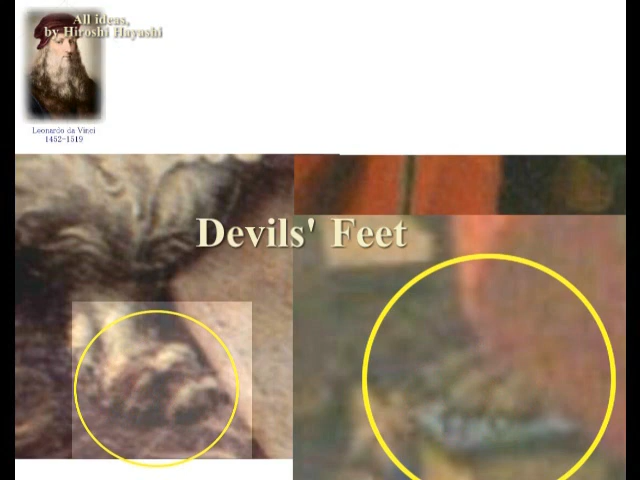 All ideas,
by Hiroshi Hayashi
Leonardo da Vinci
1452-1519
Devils' Feet